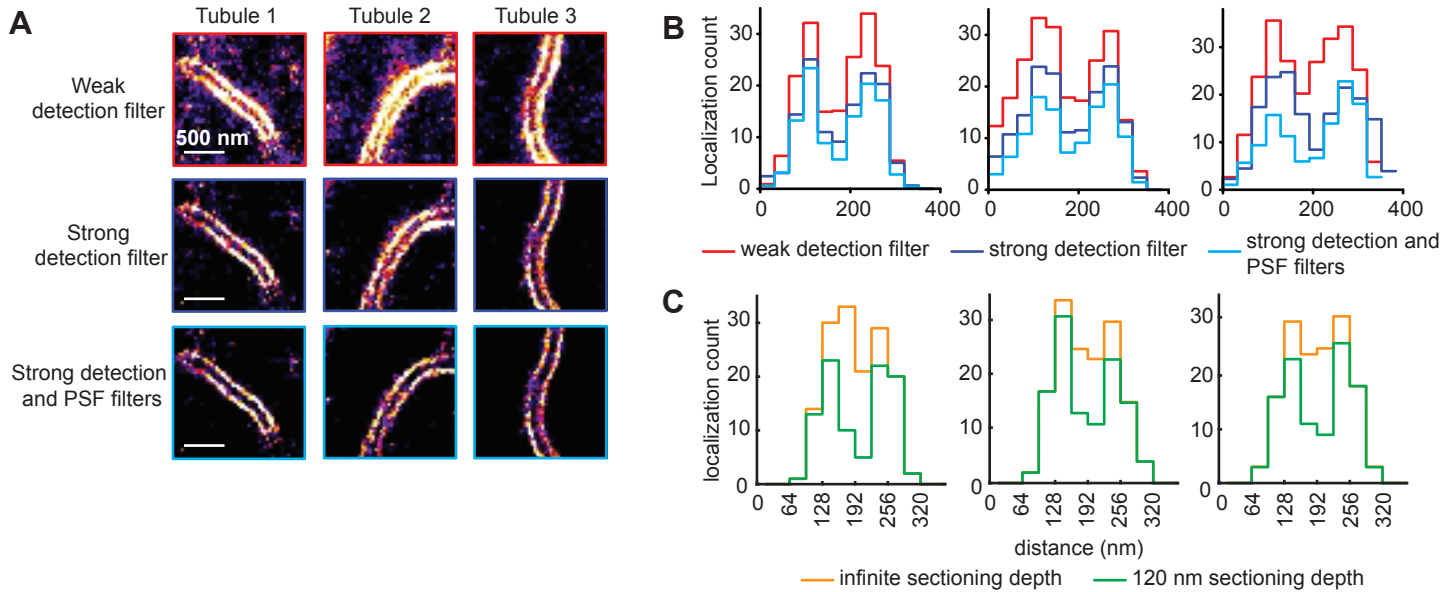 A
Tubule 1
Tubule 2
Tubule 3
Weak
detection filter
500 nm
Strong
detection filter
Strong detection
and PSF filters
B
Localization count
30
20
10
0
0
200
400
30
20
10
0
0
200
400
30
20
10
0
0
200
400
weak detection filter
strong detection filter
strong detection and
PSF filters
C
localization count
30
20
10
0
0
64
128
192
256
320
30
20
10
0
0
64
128
192
256
320
30
20
10
0
0
64
128
192
256
320
distance (nm)
infinite sectioning depth
120 nm sectioning depth